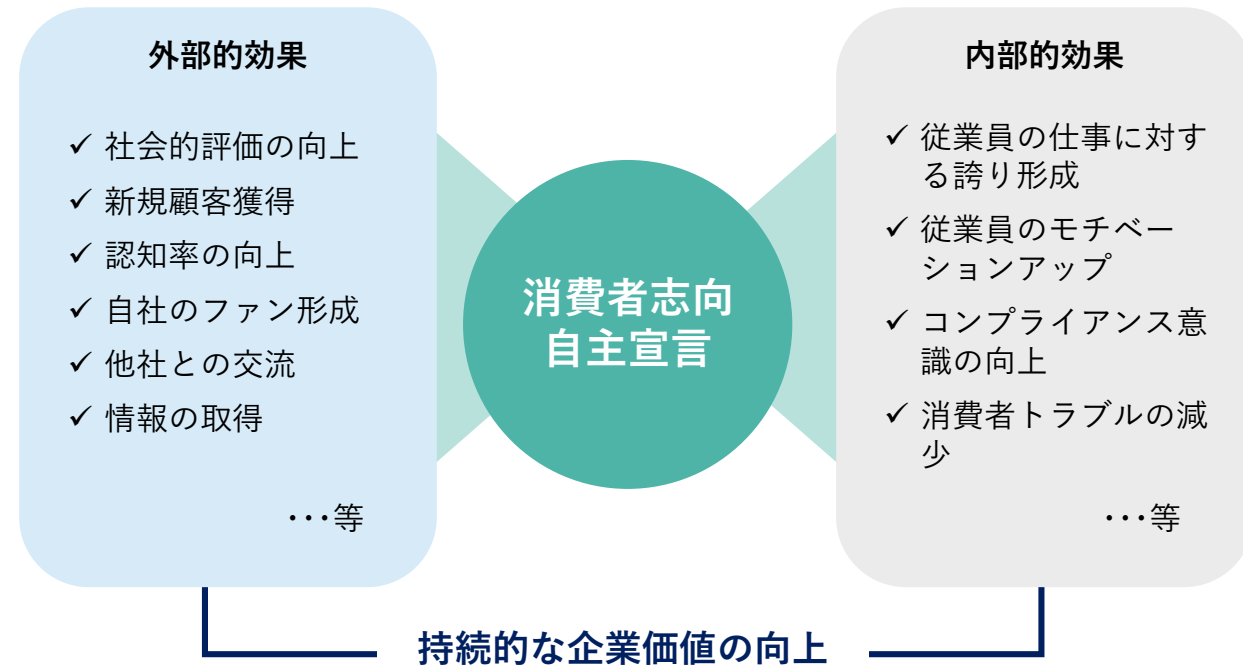 外部的効果
✓ 社会的評価の向上
✓ 新規顧客獲得
✓ 認知率の向上
✓ 自社のファン形成
✓ 他社との交流
✓ 情報の取得
･･･等
消費者志向
自主宣言
内部的効果
✓ 従業員の仕事に対す
る誇り形成
✓ 従業員のモチベー
ションアップ
✓ コンプライアンス意
識の向上
✓ 消費者トラブルの減
少
･･･等
持続的な企業価値の向上